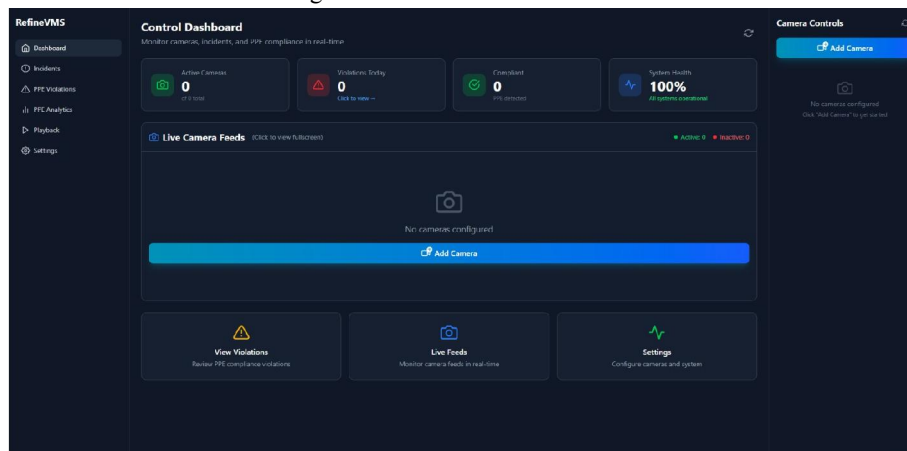 RefineVMS
Dashboard
Incidents
PPE Violations
PPE Analytics
Playback
Settings
Control Dashboard
Monitor cameras, incidents, and PPE compliance in real-time
Active Cameras
0
of 0 total
Violations Today
0
Click to view →
Compliant
0
PPE detected
System Health
100%
All systems operational
Live Camera Feeds (Click to view fullscreen)
Active: 0 Inactive: 0
No cameras configured
Add Camera
View Violations
Review PPE compliance violations
Live Feeds
Monitor camera feeds in real-time
Settings
Configure cameras and system
Camera Controls
Add Camera
No cameras configured
Click "Add Camera" to get started